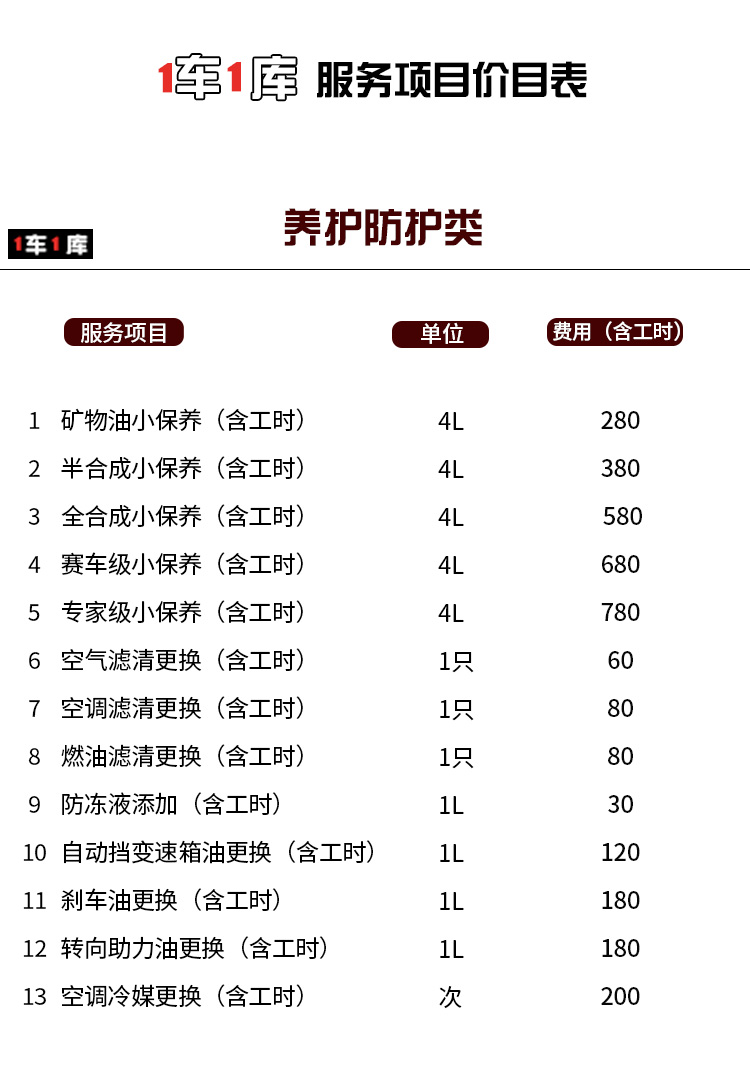 1车1库 服务项目价目表
养护防护类
1车1库
服务项目 单位 费用（含工时）
1 矿物油小保养（含工时） 4L 280
2 半合成小保养（含工时） 4L 380
3 全合成小保养（含工时） 4L 580
4 赛车级小保养（含工时） 4L 680
5 专家级小保养（含工时） 4L 780
6 空气滤清更换（含工时） 1只 60
7 空调滤清更换（含工时） 1只 80
8 燃油滤清更换（含工时） 1只 80
9 防冻液添加（含工时） 1L 30
10 自动挡变速箱油更换（含工时） 1L 120
11 刹车油更换（含工时） 1L 180
12 转向助力油更换（含工时） 1L 180
13 空调冷媒更换（含工时） 次 200